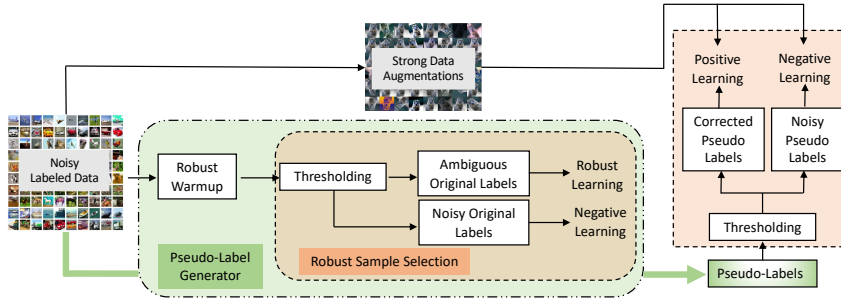 Strong Data
Augmentations
Positive
Learning
Negative
Learning
Noisy
Labeled Data
Robust
Warmup
Thresholding
Ambiguous
Original Labels
Robust
Learning
Noisy Original
Labels
Negative
Learning
Pseudo-Label
Generator
Robust Sample Selection
Corrected
Pseudo
Labels
Noisy
Pseudo
Labels
Thresholding
Pseudo-Labels